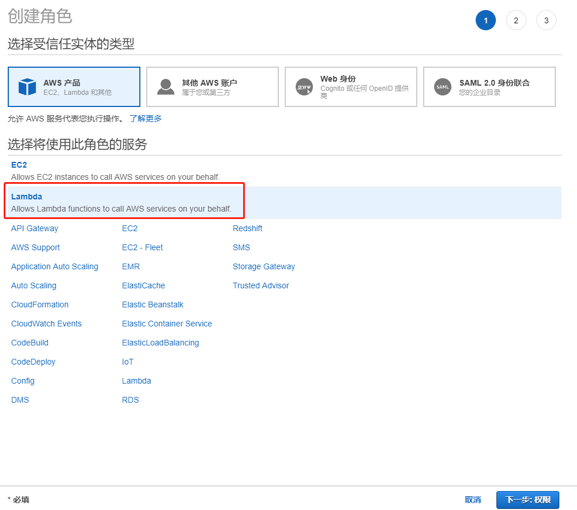 创建角色
1 2 3
选择受信任实体的类型
AWS 产品
EC2、Lambda 和其他
其他 AWS 账户
属于您或第三方
Web 身份
Cognito 或任何 OpenID 提供
商
SAML 2.0 身份联合
您的企业目录
允许 AWS 服务代表您执行操作。 了解更多
选择将使用此角色的服务
EC2
Allows EC2 instances to call AWS services on your behalf.
Lambda
Allows Lambda functions to call AWS services on your behalf.
API Gateway EC2 Redshift
AWS Support EC2 - Fleet SMS
Application Auto Scaling EMR Storage Gateway
Auto Scaling ElastiCache Trusted Advisor
CloudFormation Elastic Beanstalk
CloudWatch Events Elastic Container Service
CodeBuild ElasticLoadBalancing
CodeDeploy IoT
Config Lambda
DMS RDS
* 必填 取消 下一步: 权限